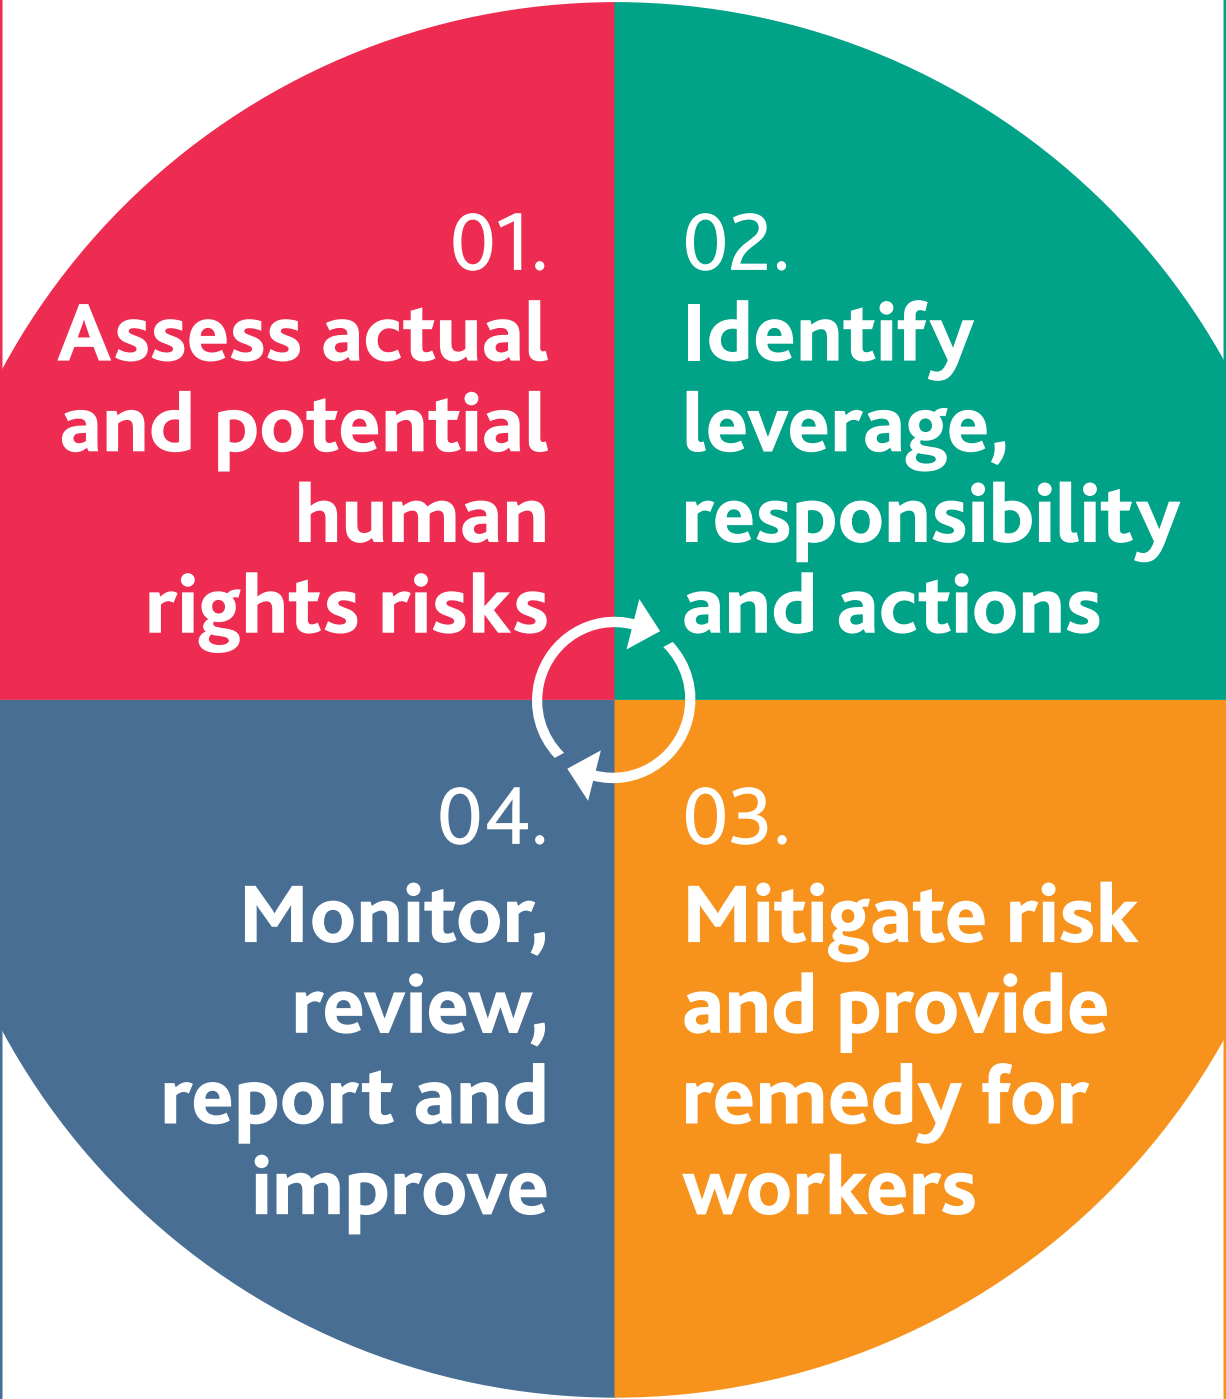 01.
Assess actual
and potential
human
rights risks
02.
Identify
leverage,
responsibility
and actions
03.
Mitigate risk
and provide
remedy for
workers
04.
Monitor,
review,
report and
improve